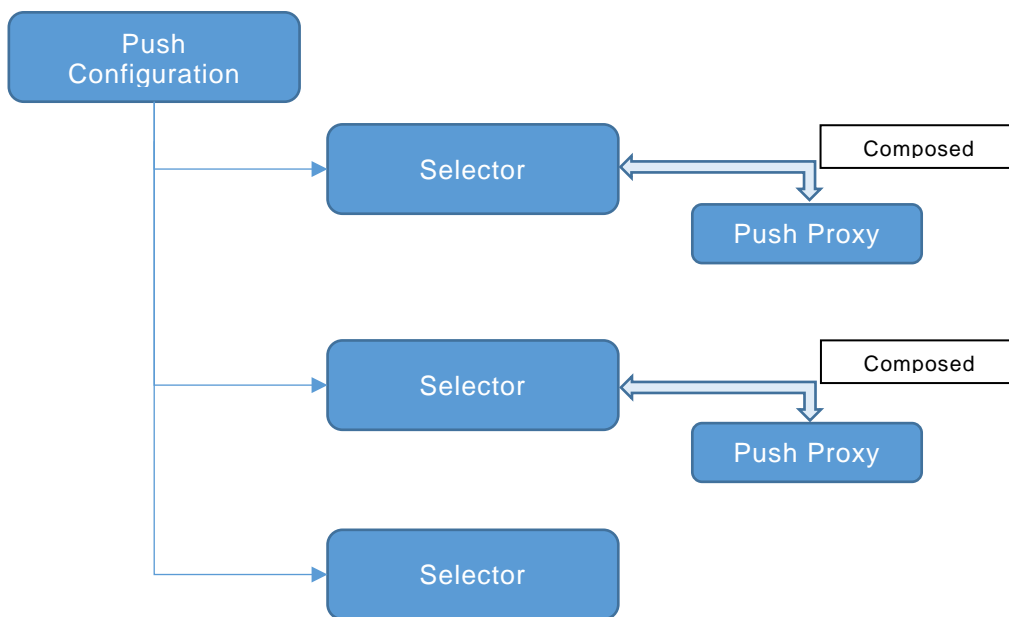 Push
Configuration
Selector
Composed
Push Proxy
Selector
Composed
Push Proxy
Selector